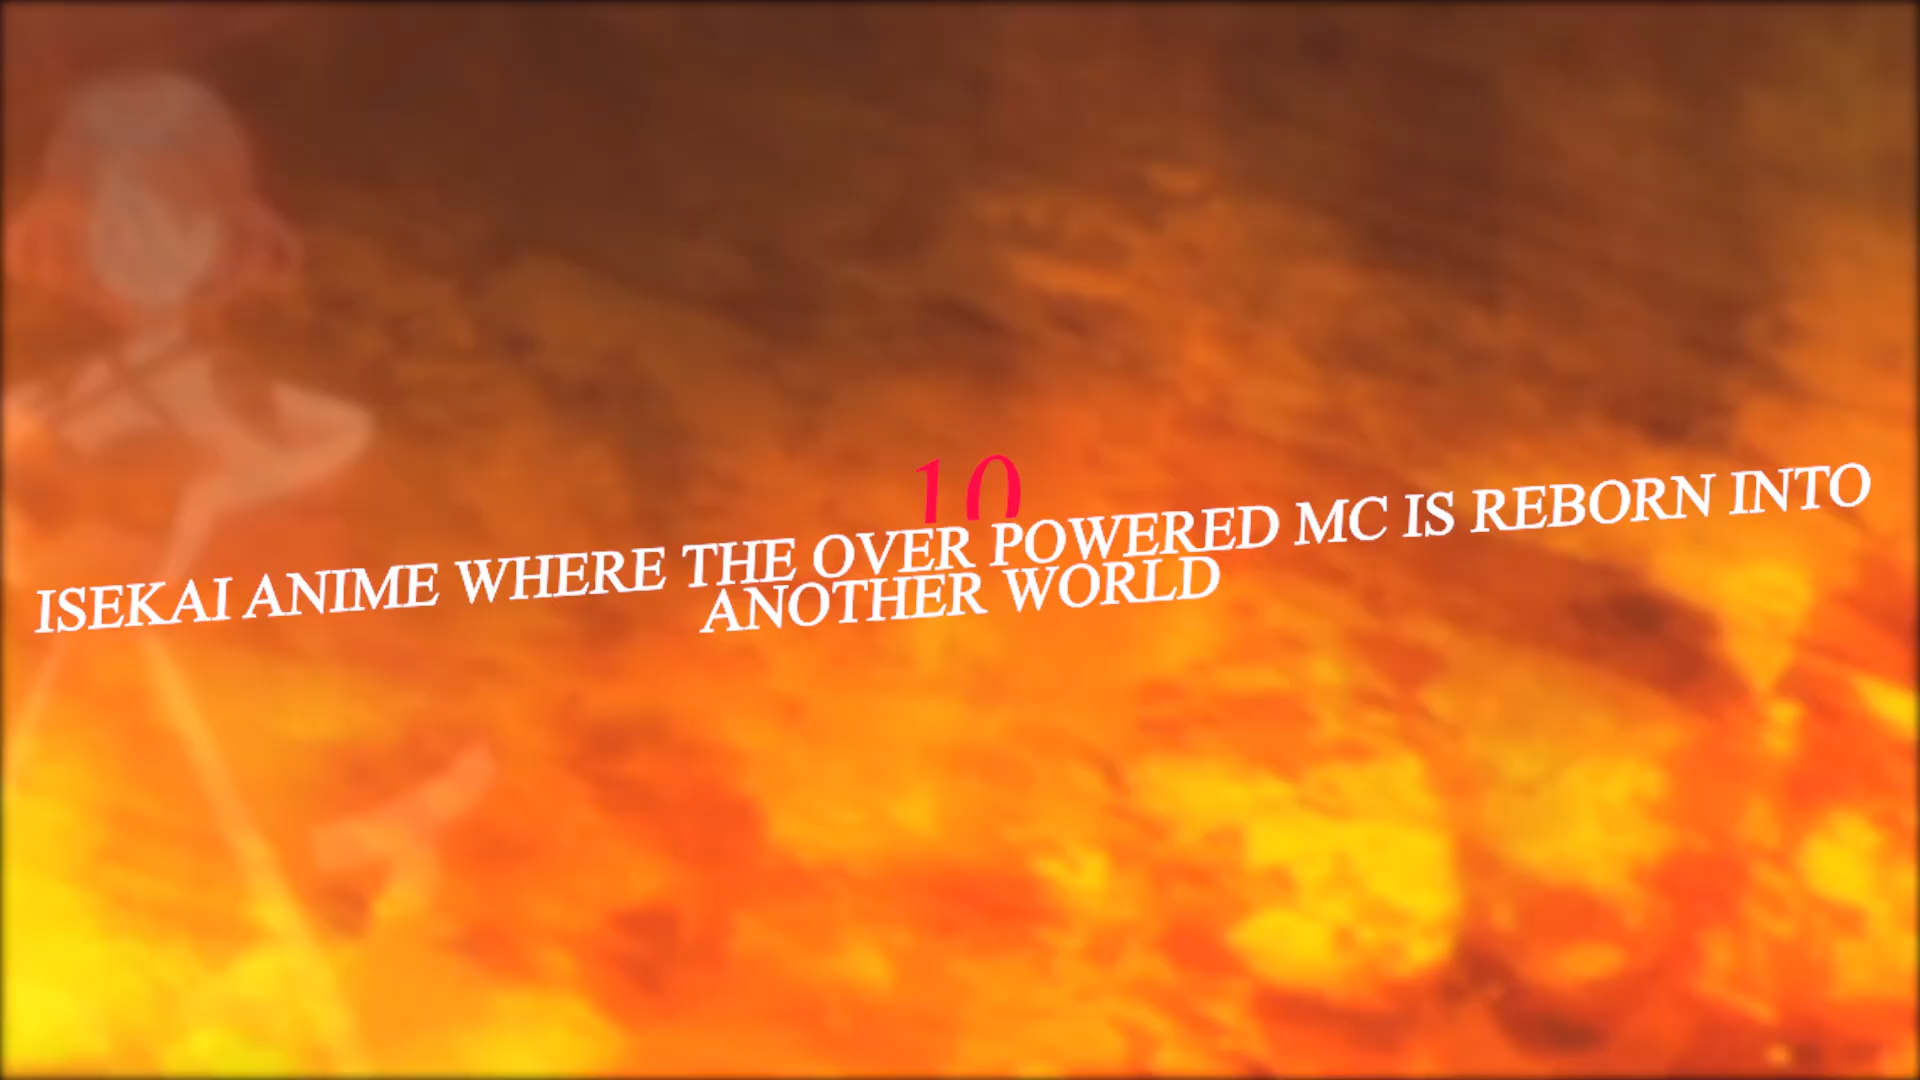 10
ISEKAI ANIME WHERE THE OVER POWERED MC IS REBORN INTO
ANOTHER WORLD